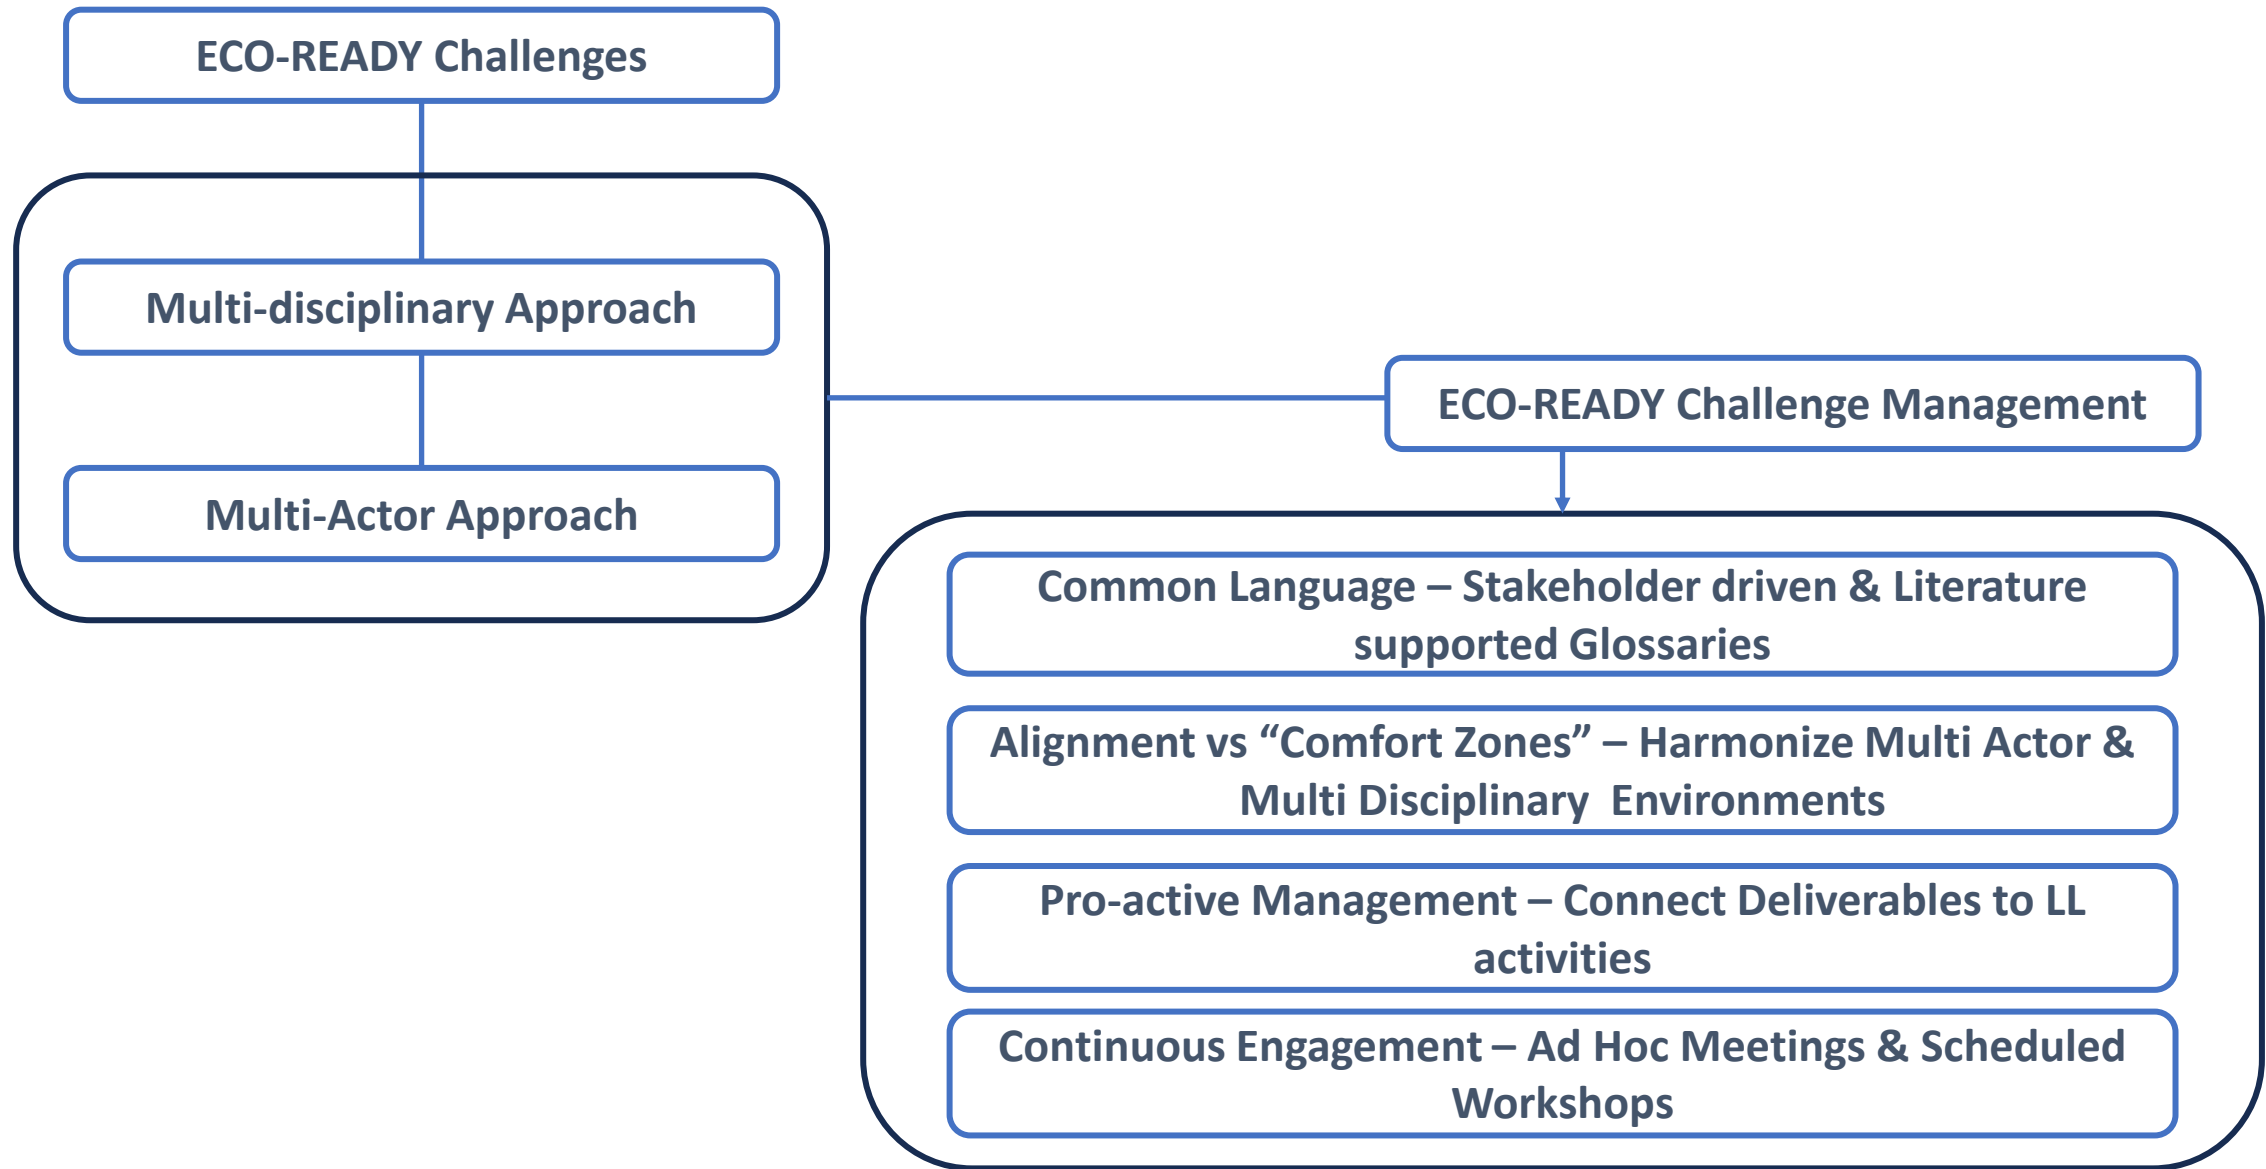 ECO-READY Challenges
Multi-disciplinary Approach
Multi-Actor Approach
ECO-READY Challenge Management
Common Language – Stakeholder driven & Literature
supported Glossaries
Alignment vs “Comfort Zones” – Harmonize Multi Actor &
Multi Disciplinary  Environments
Pro-active Management – Connect Deliverables to LL
activities
Continuous Engagement – Ad Hoc Meetings & Scheduled
Workshops